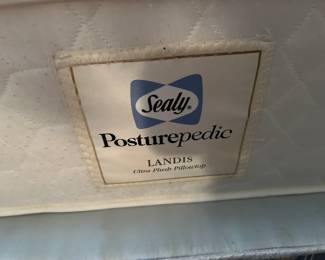 Sealy®
Posturepedic
LANDIS
Ultra Plush Pillowtop